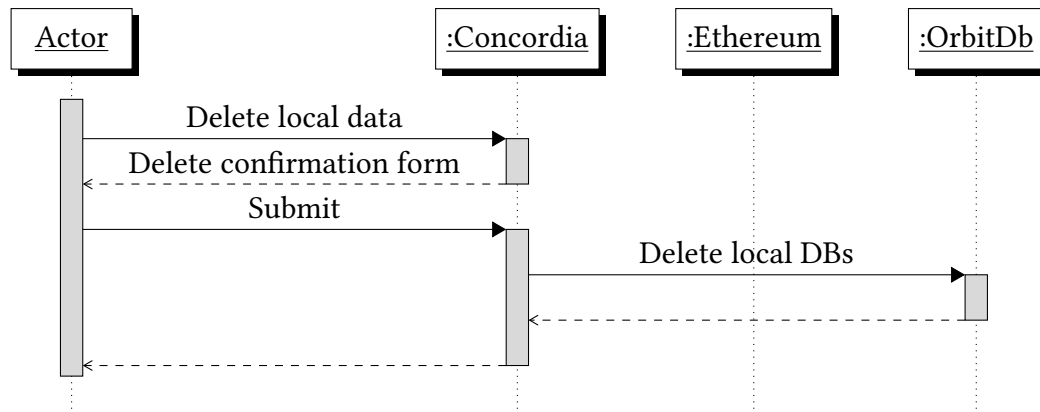 Actor
:Concordia
:Ethereum
:OrbitDb
Delete local data
Delete confirmation form
Submit
Delete local DBs